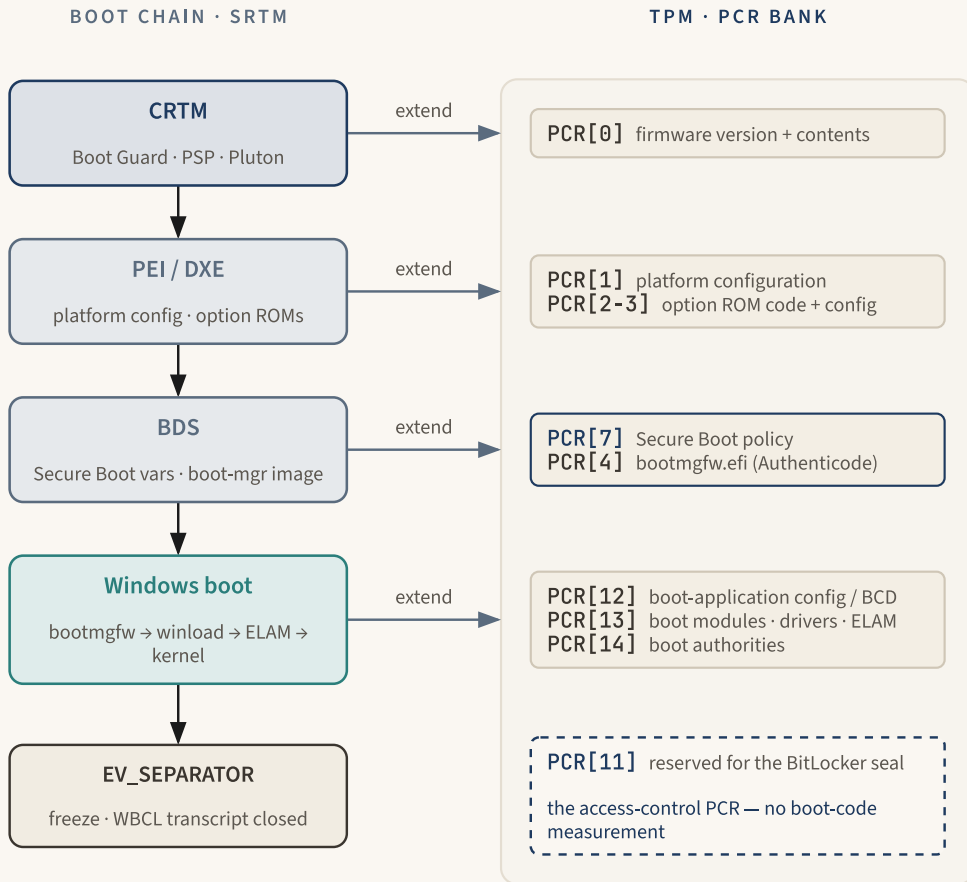 BOOT CHAIN · SRTM
TPM · PCR BANK
CRTM
Boot Guard · PSP · Pluton
extend
PCR[0] firmware version + contents
PEI / DXE
platform config · option ROMs
extend
PCR[1] platform configuration
PCR[2-3] option ROM code + config
BDS
Secure Boot vars · boot-mgr image
extend
PCR[7] Secure Boot policy
PCR[4] bootmgfw.efi (Authenticode)
Windows boot
bootmgfw → winload → ELAM →
kernel
extend
PCR[12] boot-application config / BCD
PCR[13] boot modules · drivers · ELAM
PCR[14] boot authorities
EV_SEPARATOR
freeze · WBCL transcript closed
PCR[11] reserved for the BitLocker seal
the access-control PCR — no boot-code
measurement